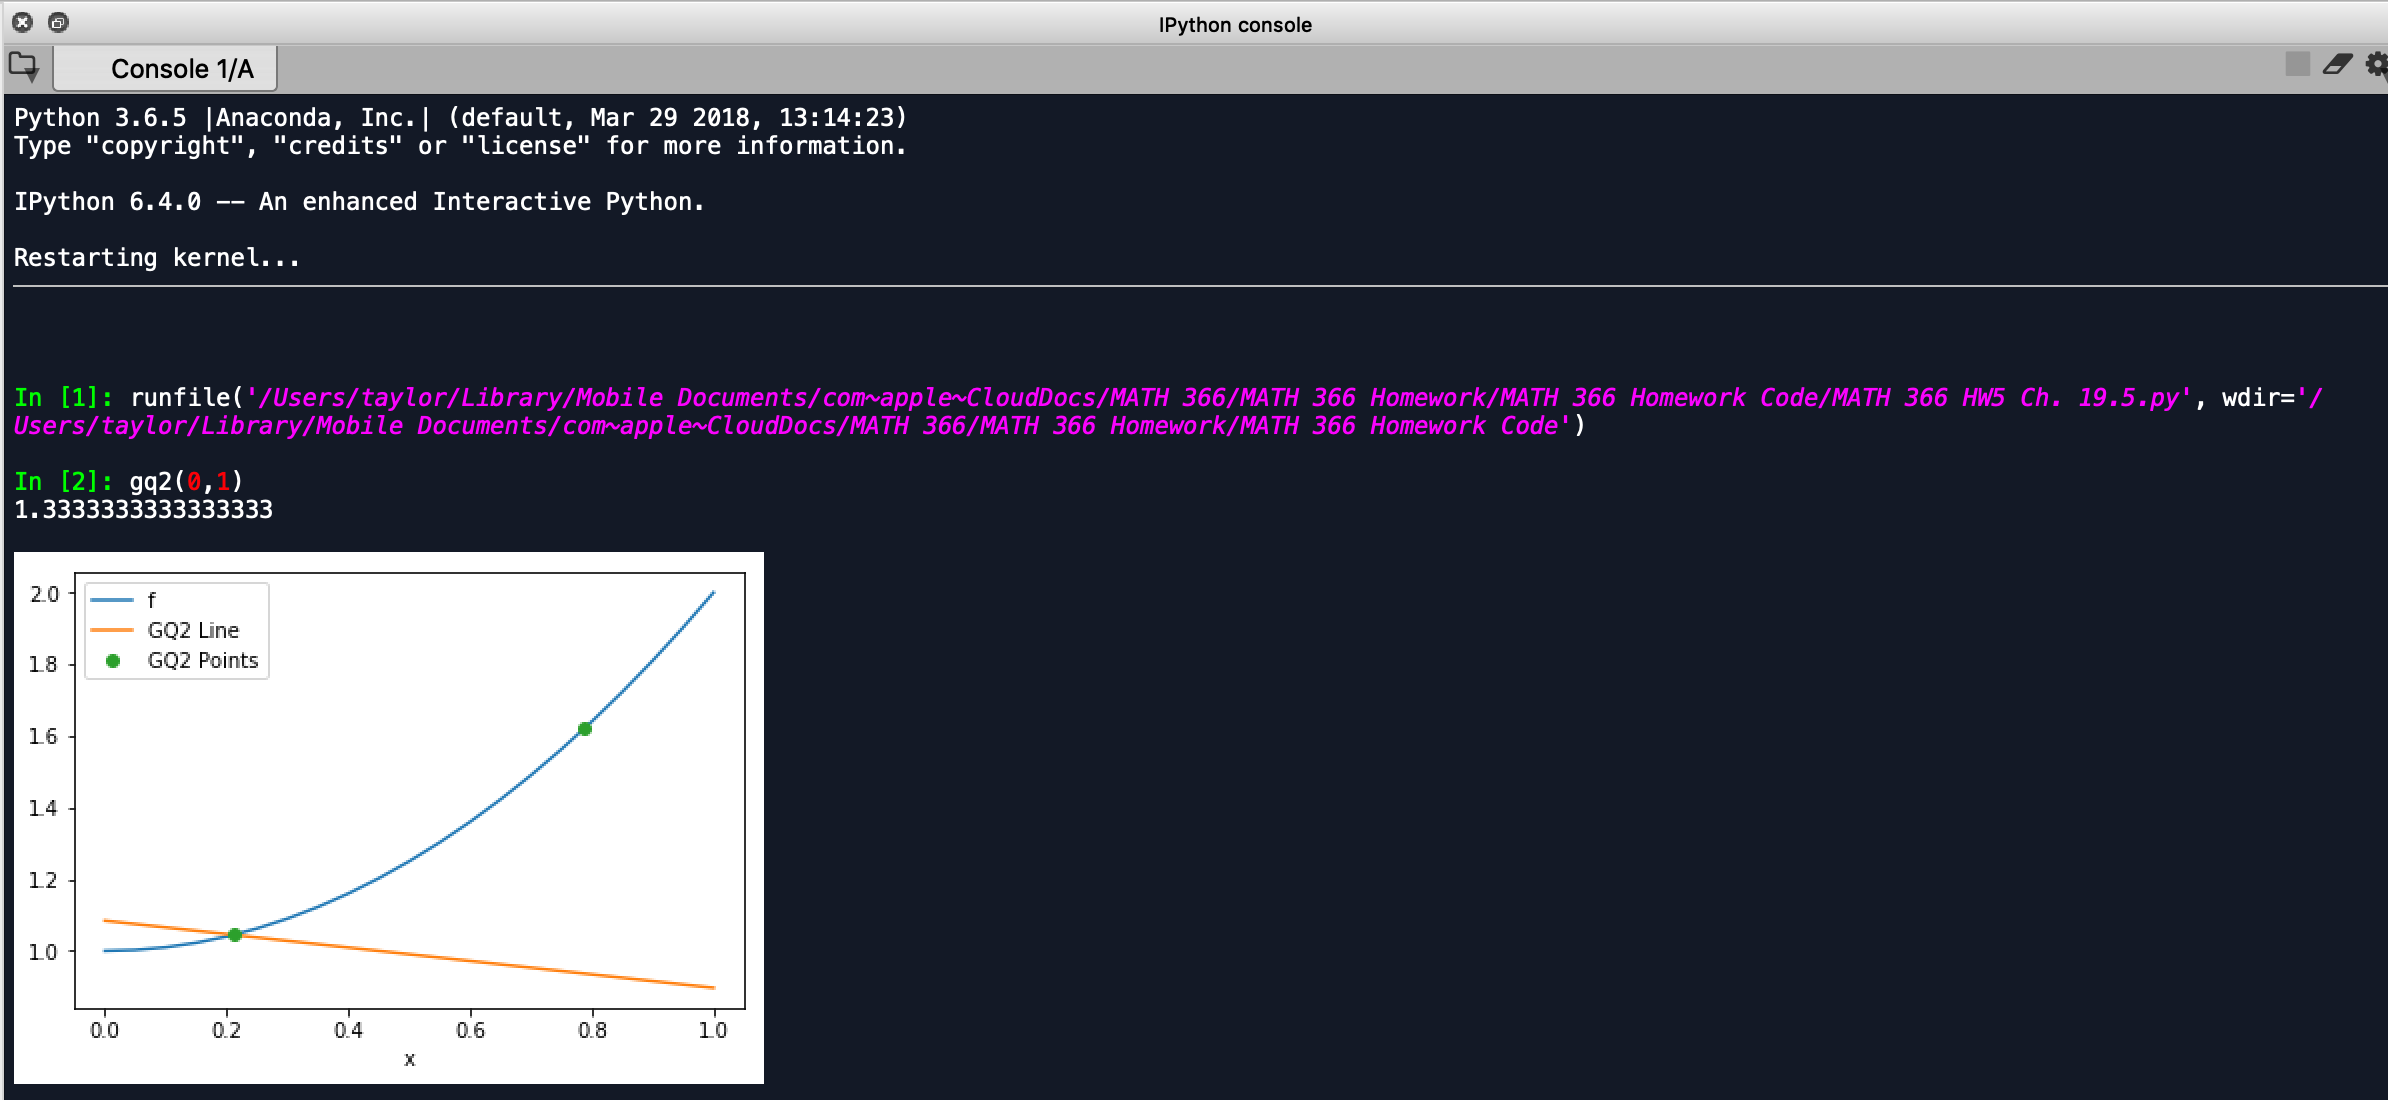 IPython console
Console 1/A
Python 3.6.5 |Anaconda, Inc.| (default, Mar 29 2018, 13:14:23)
Type "copyright", "credits" or "license" for more information.
IPython 6.4.0 -- An enhanced Interactive Python.
Restarting kernel...
In [1]: runfile('/Users/taylor/Library/Mobile Documents/com~apple~CloudDocs/MATH 366/MATH 366 Homework/MATH 366 Homework Code/MATH 366 HW5 Ch. 19.5.py', wdir='/
Users/taylor/Library/Mobile Documents/com~apple~CloudDocs/MATH 366/MATH 366 Homework/MATH 366 Homework Code')
In [2]: gq2(0,1)
1.3333333333333333
2.0
1.8
1.6
1.4
1.2
1.0
f
GQ2 Line
GQ2 Points
0.0 0.2 0.4 0.6 0.8 1.0
x